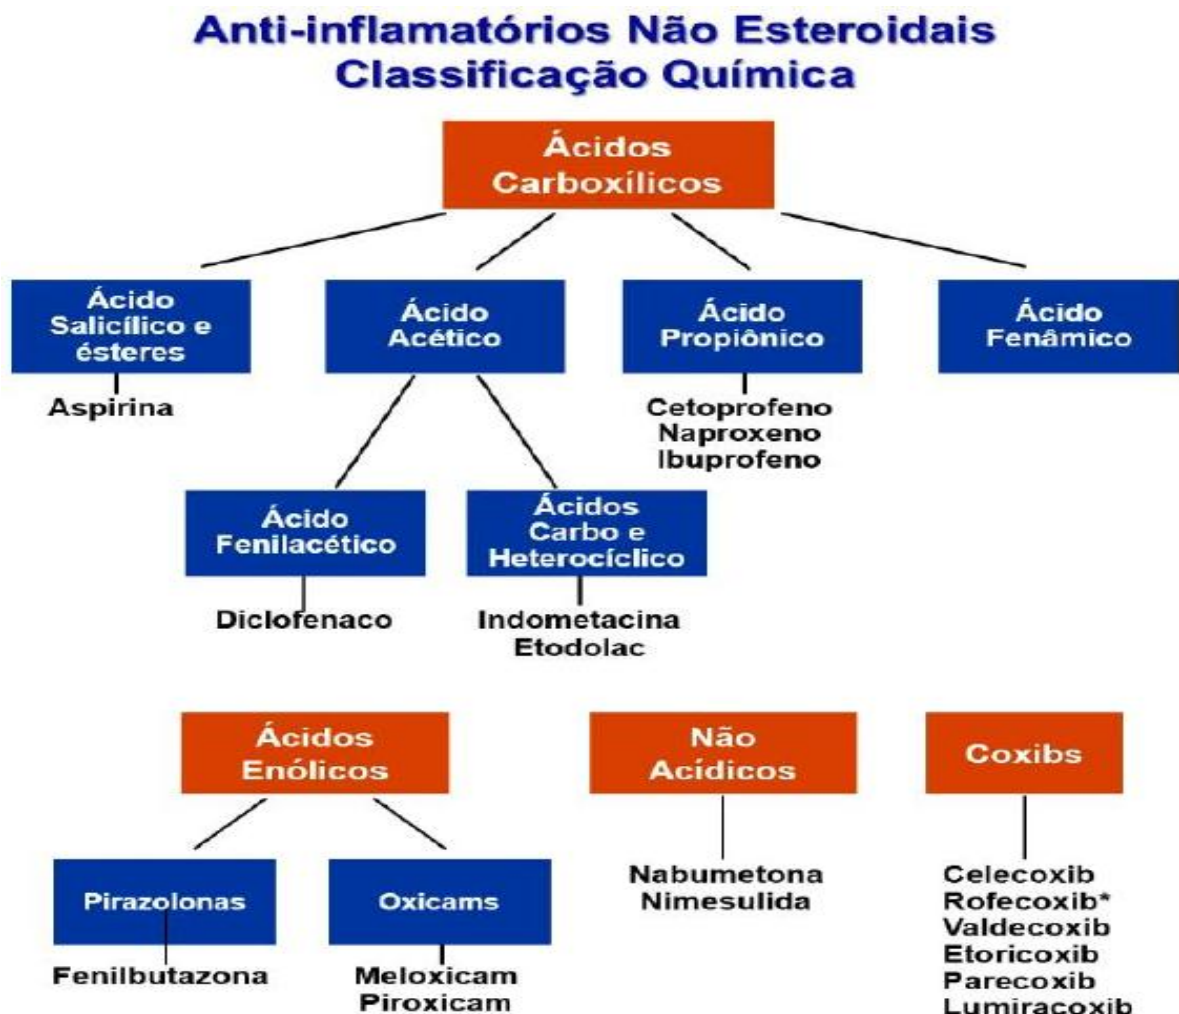 Anti-inflamatórios Não Esteroidais
Classificação Química
Ácidos
Carboxílicos
Ácido
Salicílico e
ésteres
Aspirina
Ácido
Acético
Ácido
Propiônico
Cetoprofeno
Naproxeno
Ibuprofeno
Ácido
Fenâmico
Ácido
Fenilacético
Diclofenaco
Ácidos
Carbo e
Heterocíclico
Indometacina
Etodolac
Ácidos
Enólicos
Pirazolonas
Fenilbutazona
Oxicams
Meloxicam
Piroxicam
Não
Acídicos
Nabumetona
Nimesulida
Coxibs
Celecoxib
Rofecoxib*
Valdecoxib
Etoricoxib
Parecoxib
Lumiracoxib